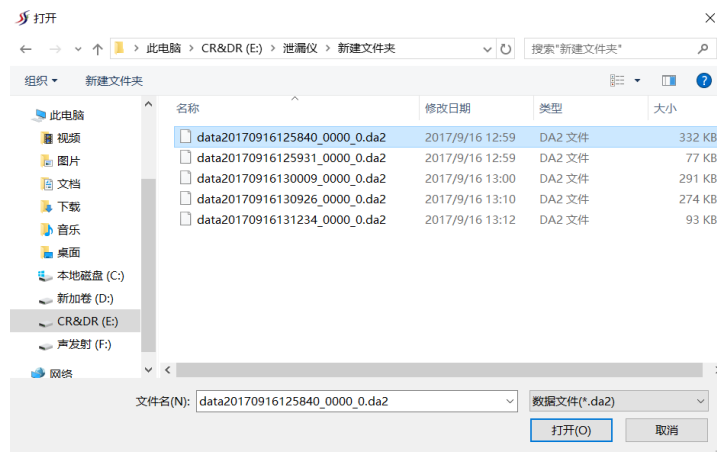 打开
此电脑 > CR&DR (E:) > 泄漏仪 > 新建文件夹
搜索"新建文件夹"
组织 新建文件夹
此电脑
视频
图片
文档
下载
音乐
桌面
本地磁盘 (C:)
新加卷 (D:)
CR&DR (E:)
声发射 (F:)
网络
名称 修改日期 类型 大小
data20170916125840_0000_0.da2 2017/9/16 12:59 DA2 文件 332 KB
data20170916125931_0000_0.da2 2017/9/16 12:59 DA2 文件 77 KB
data20170916130009_0000_0.da2 2017/9/16 13:00 DA2 文件 291 KB
data20170916130926_0000_0.da2 2017/9/16 13:10 DA2 文件 274 KB
data20170916131234_0000_0.da2 2017/9/16 13:12 DA2 文件 93 KB
文件名(N): data20170916125840_0000_0.da2 数据文件(*.da2)
打开(O) 取消